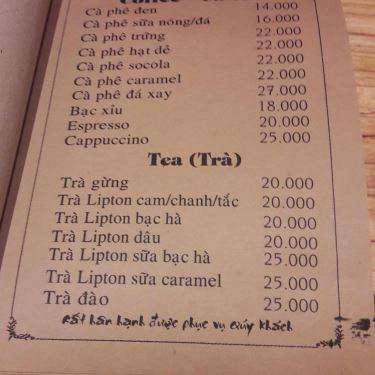 Cà phê đen 14.000
Cà phê sữa nóng/đá 16.000
Cà phê trứng 22.000
Cà phê hạt dẻ 22.000
Cà phê socola 22.000
Cà phê caramel 22.000
Cà phê đá xay 27.000
Bạc xỉu 18.000
Espresso 20.000
Cappuccino 25.000
Tea (Trà)
Trà gừng 20.000
Trà Lipton cam/chanh/tắc 20.000
Trà Lipton bạc hà 20.000
Trà Lipton dâu 20.000
Trà Lipton sữa bạc hà 25.000
Trà Lipton sữa caramel 25.000
Trà đào 25.000
Rất hân hạnh được phục vụ quý khách